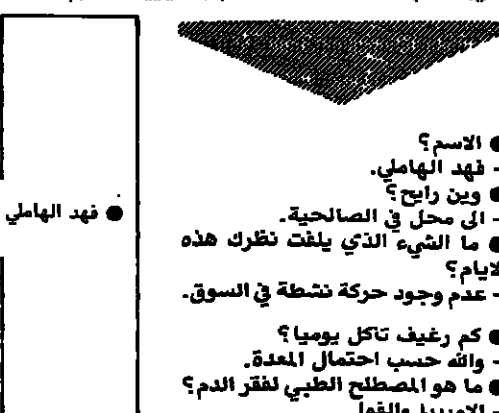 ● الاسم؟
- فهد الهاملي.
● وين رايح؟
- الى محل في الصالحية.
● ما الشيء الذي يلفت نظرك هذه
الايام؟
- عدم وجود حركة نشطة في السوق.
● كم رغيف تاكل يوميا؟
- والله حسب احتمال المعدة.
● ما هو المصطلح الطبي لفقر الدم؟
● فهد الهاملي